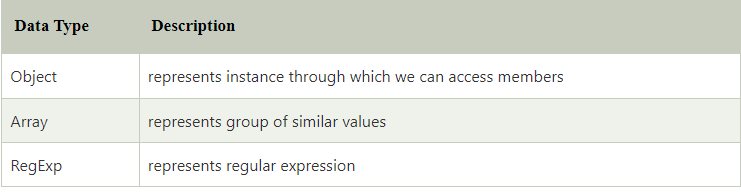 Data Type Description
Object represents instance through which we can access members
Array represents group of similar values
RegExp represents regular expression